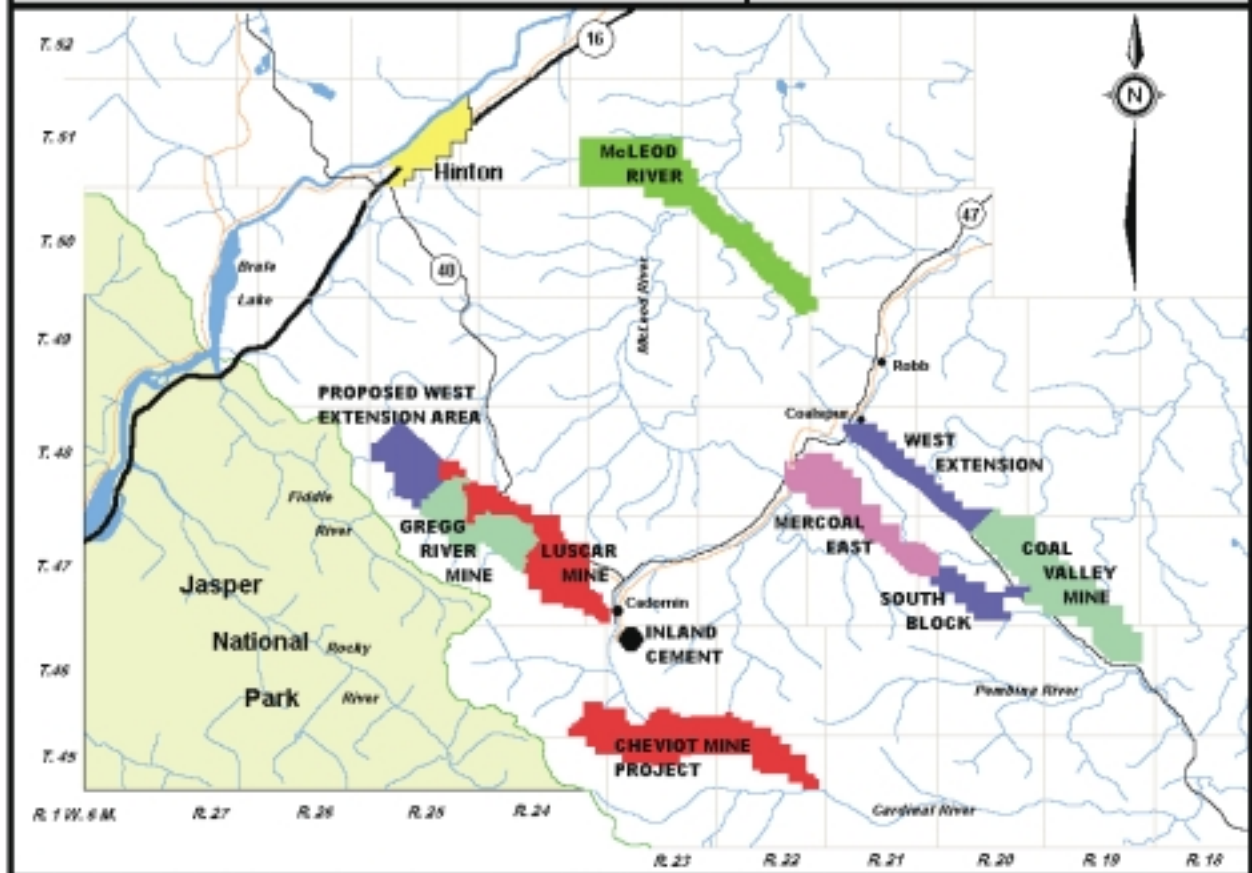 T. 52
16
N
T. 51
McLEOD
RIVER
Hinton
47
T. 50
Brule
Lake
40
McLeod River
T. 49
Robb
PROPOSED WEST
EXTENSION AREA
Coalspur
T. 48
WEST
EXTENSION
Fiddle
River
GREGG
RIVER
MINE
LUSCAR
MINE
MERCOAL
EAST
COAL
VALLEY
MINE
T. 47
Jasper
National
Park
Cadomin
SOUTH
BLOCK
INLAND
CEMENT
Rocky
River
T. 46
Pembina River
CHEVIOT MINE
PROJECT
T. 45
Cardinal River
R. 1 W. 6 M.
R. 27
R. 26
R. 25
R. 24
R. 23
R. 22
R. 21
R. 20
R. 19
R. 18